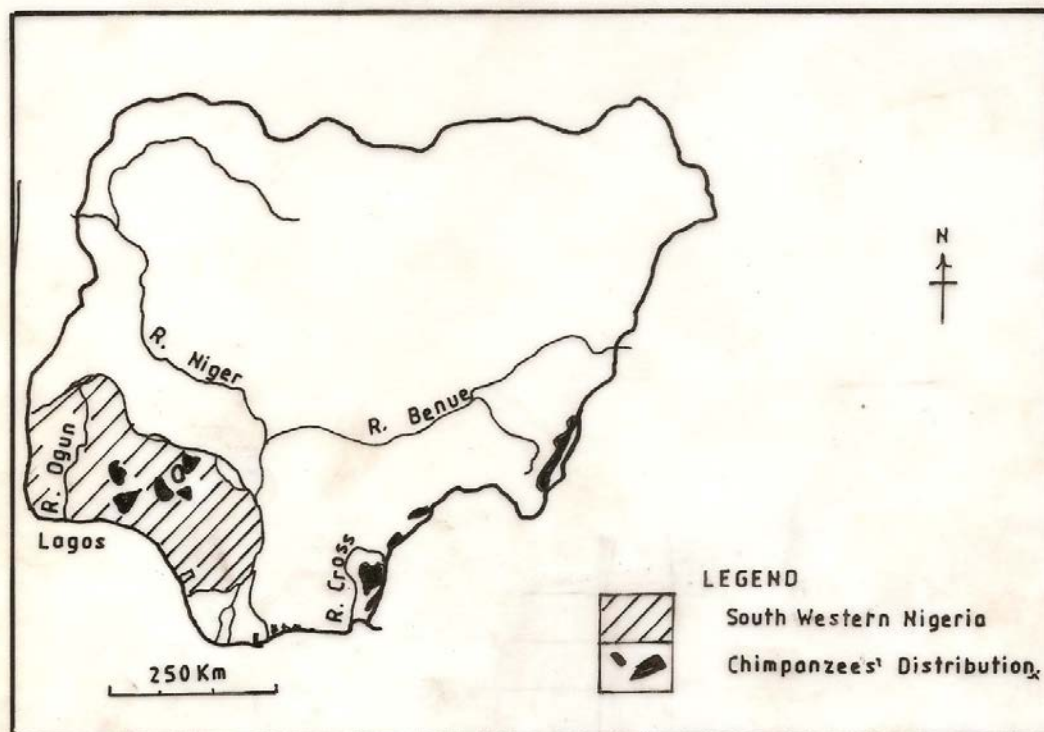 N
R. Niger
R. Benue
R. Ogun
Lagos
R. Cross
250 Km
LEGEND
South Western Nigeria
Chimpanzees' Distribution